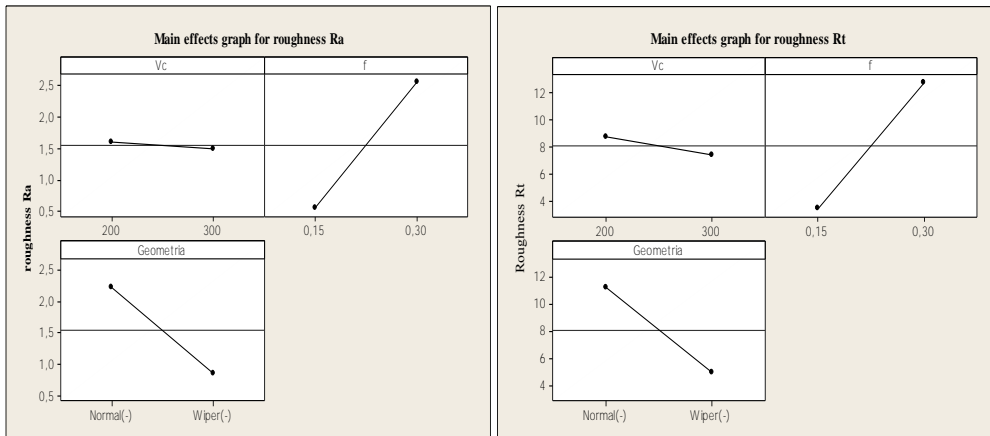 Main effects graph for roughness Ra
Vc f
2,5
2,0
1,5
1,0
0,5
200 300 0,15 0,30
Geometria
2,5
2,0
1,5
1,0
0,5
Normal(-) Wiper(-)
roughness Ra
Main effects graph for roughness Rt
Vc f
12
10
8
6
4
200 300 0,15 0,30
Geometria
12
10
8
6
4
Normal(-) Wiper(-)
Roughness Rt